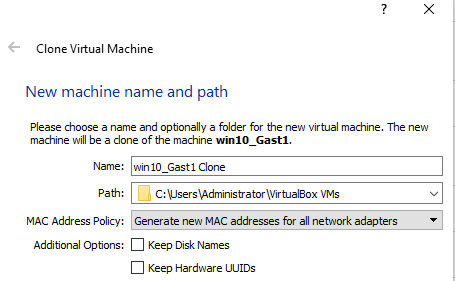 ?
Clone Virtual Machine
New machine name and path
Please choose a name and optionally a folder for the new virtual machine. The new
machine will be a clone of the machine win10_Gast1.
Name: win10_Gast1 Clone
Path: C:\Users\Administrator\VirtualBox VMs
MAC Address Policy: Generate new MAC addresses for all network adapters
Additional Options: Keep Disk Names
Keep Hardware UUIDs